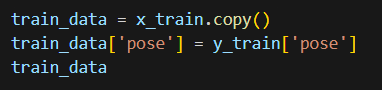 train_data = x_train.copy()
train_data['pose'] = y_train['pose']
train_data